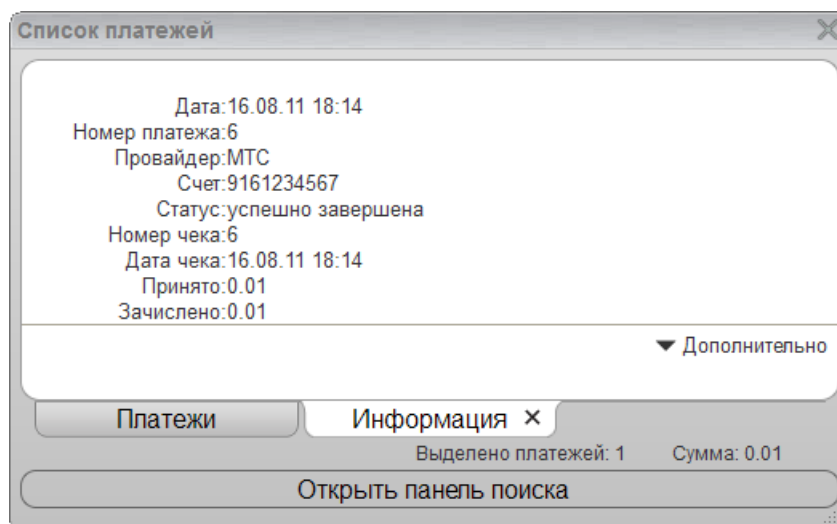 Список платежей
Дата:16.08.11 18:14
Номер платежа:6
Провайдер:МТС
Счет:9161234567
Статус:успешно завершена
Номер чека:6
Дата чека:16.08.11 18:14
Принято:0.01
Зачислено:0.01
Дополнительно
Платежи Информация
Выделено платежей: 1 Сумма: 0.01
Открыть панель поиска